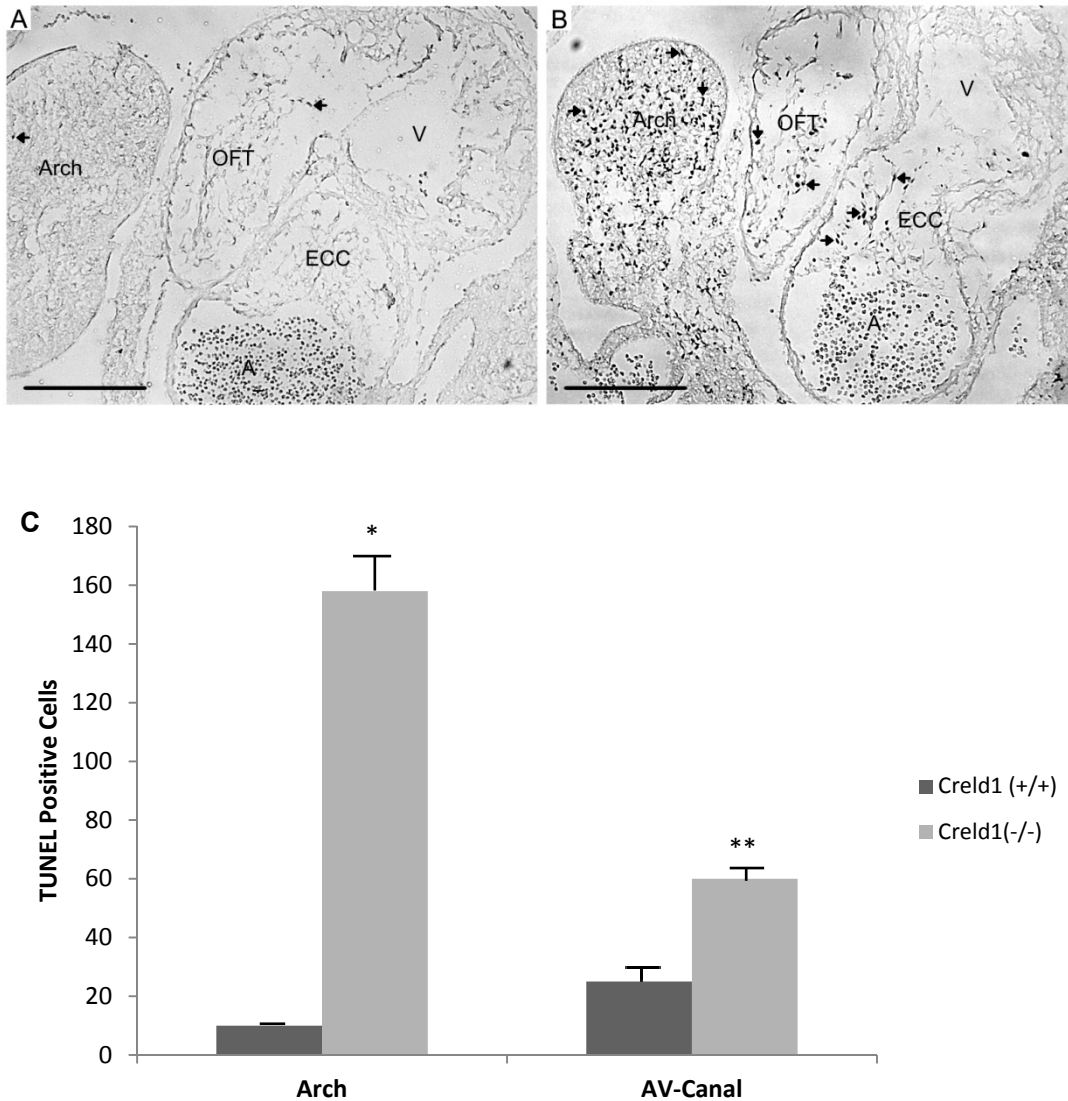 A
Arch
OFT
V
ECC
A
B
Arch
OFT
V
ECC
A
C
180
160
140
120
100
80
60
40
20
0
TUNEL Positive Cells
*
**
Arch
AV-Canal
Creld1 (+/+)
Creld1(-/-)